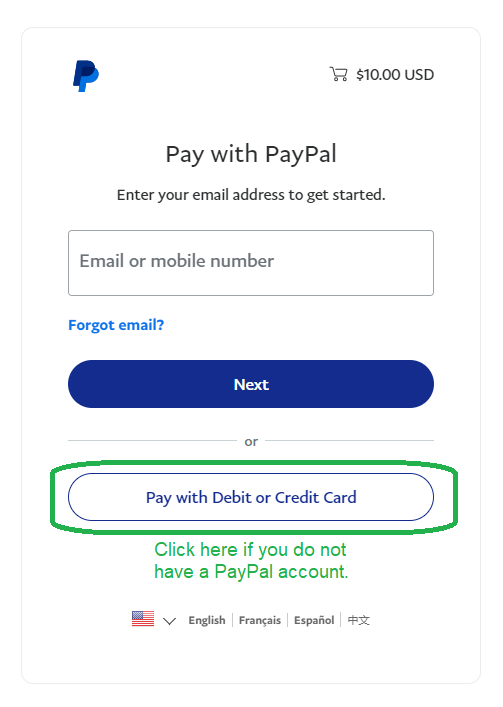 $10.00 USD
Pay with PayPal
Enter your email address to get started.
Email or mobile number
Forgot email?
Next
or
Pay with Debit or Credit Card
Click here if you do not
have a PayPal account.
English Français Español 中文